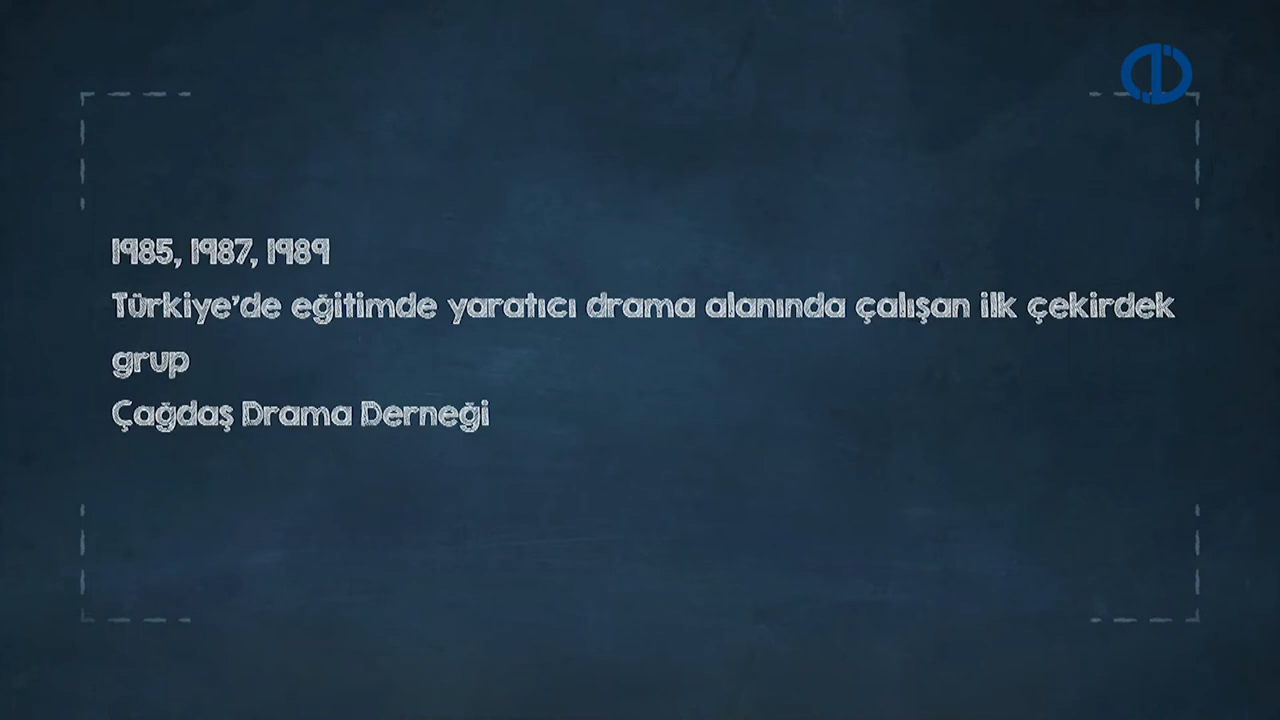 1985, 1987, 1989
Türkiye'de eğitimde yaratıcı drama alanında çalışan ilk çekirdek
grup
Çağdaş Drama Derneği